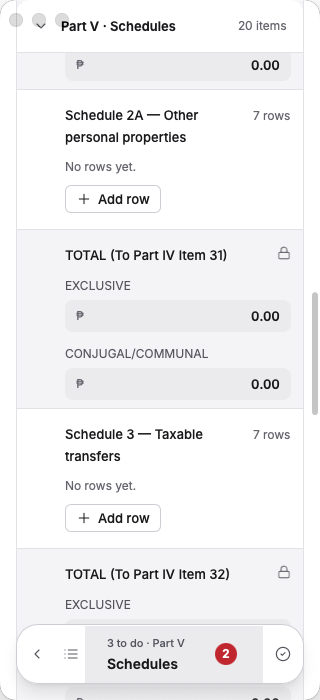 Part V · Schedules
20 items
₱ 0.00
Schedule 2A — Other
personal properties
7 rows
No rows yet.
+ Add row
TOTAL (To Part IV Item 31)
EXCLUSIVE
₱ 0.00
CONJUGAL/COMMUNAL
₱ 0.00
Schedule 3 — Taxable
transfers
7 rows
No rows yet.
+ Add row
TOTAL (To Part IV Item 32)
EXCLUSIVE
3 to do · Part V
Schedules
2